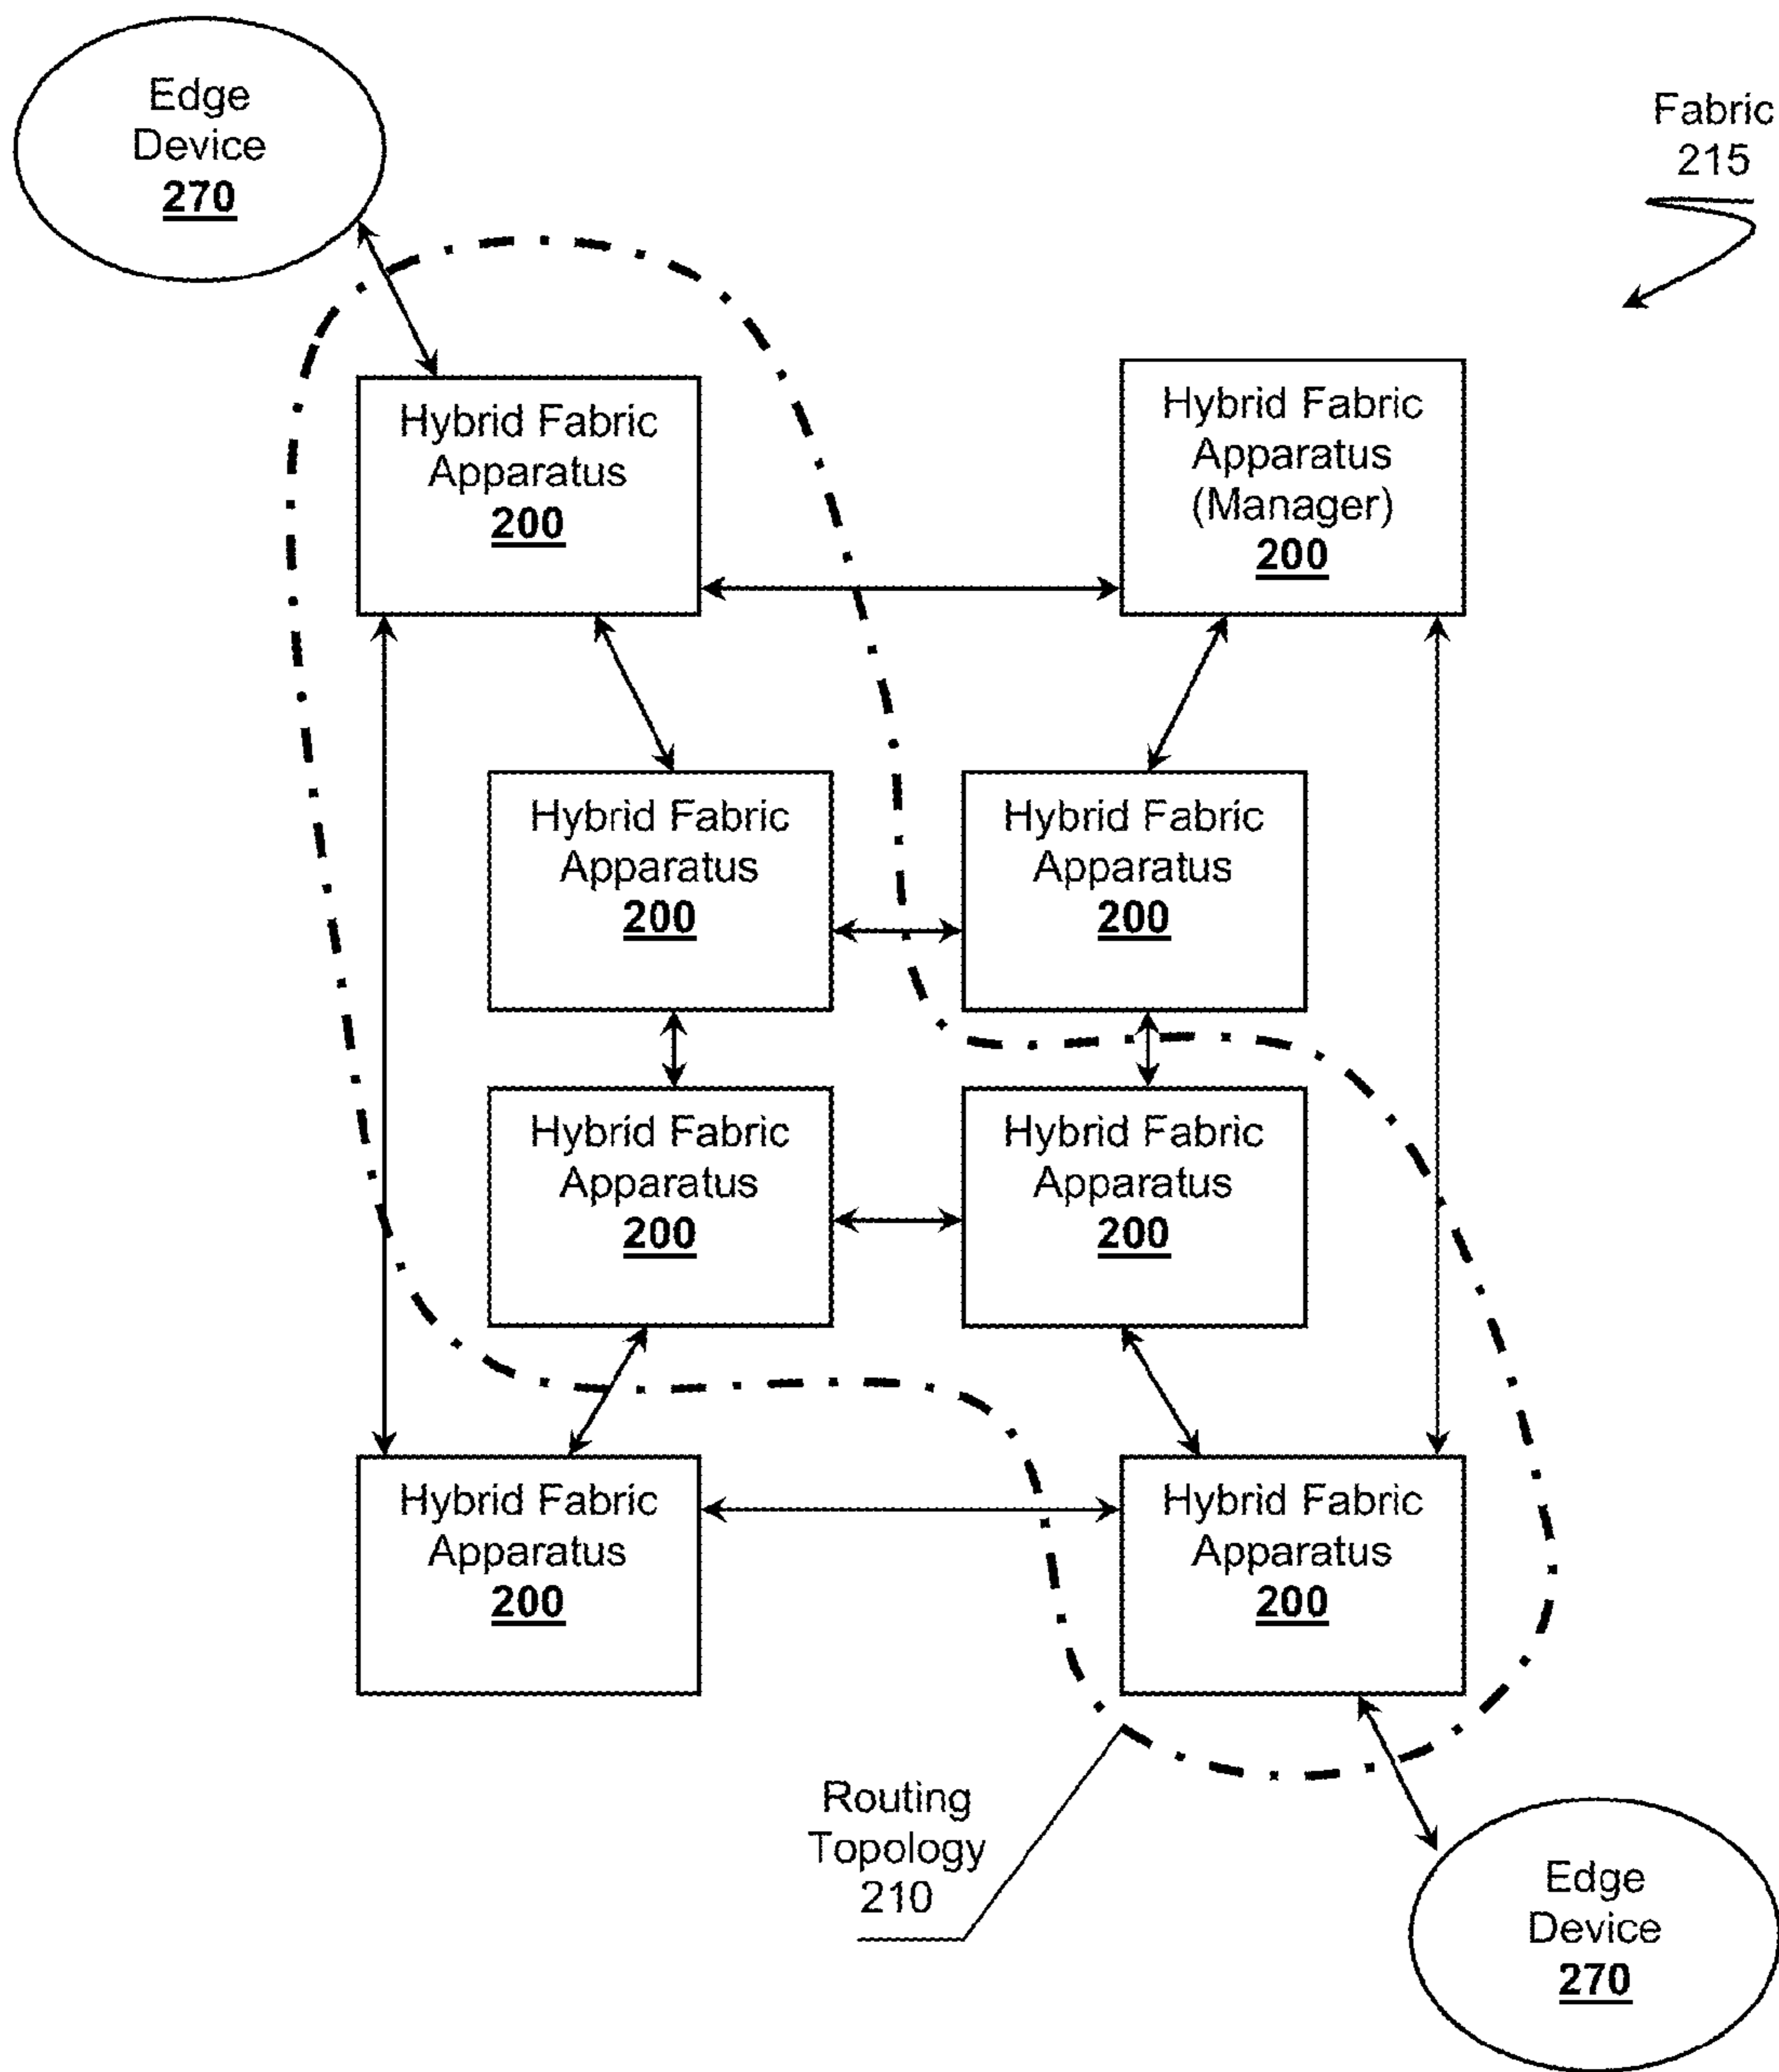 Edge
Device
270
Fabric
215
Hybrid Fabric
Apparatus
200
Hybrid Fabric
Apparatus
(Manager)
200
Hybrid Fabric
Apparatus
200
Hybrid Fabric
Apparatus
200
Hybrid Fabric
Apparatus
200
Hybrid Fabric
Apparatus
200
Hybrid Fabric
Apparatus
200
Hybrid Fabric
Apparatus
200
Routing
Topology
210
Edge
Device
270